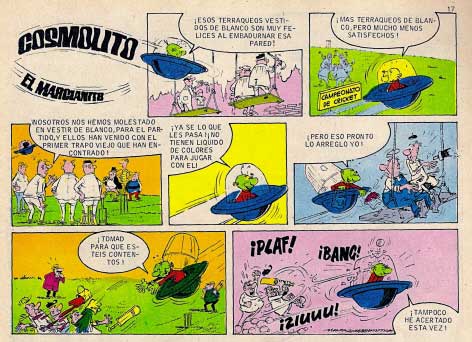 17
COSMOLITO
EL MARCIANITO
¡ESOS TERRAQUEOS VESTI-
DOS DE BLANCO SON MUY FE-
LICES AL EMBADURNAR ESA
PARED!
¡MAS TERRAQUEOS DE BLAN-
CO, PERO MUCHO MENOS
SATISFECHOS!
CAMPEONATO
DE CRICKET
¡NOSOTROS NOS HEMOS MOLESTADO
EN VESTIR DE BLANCO, PARA EL PAR-
TIDO, Y ELLOS HAN VENIDO CON EL
PRIMER TRAPO VIEJO QUE HAN EN-
CONTRADO!
¡YA SE LO QUE
LES PASA! ¡NO
TIENEN LIQUIDO
DE COLORES
PARA JUGAR
CON EL!
¡PERO ESO PRONTO
LO ARREGLO YO!
¡TOMAD
PARA QUE ES-
TEIS CONTEN-
TOS!
¡PLAF!
¡BANG!
¡ZIUUU!
¡TAMPOCO
HE ACERTADO
ESTA VEZ!